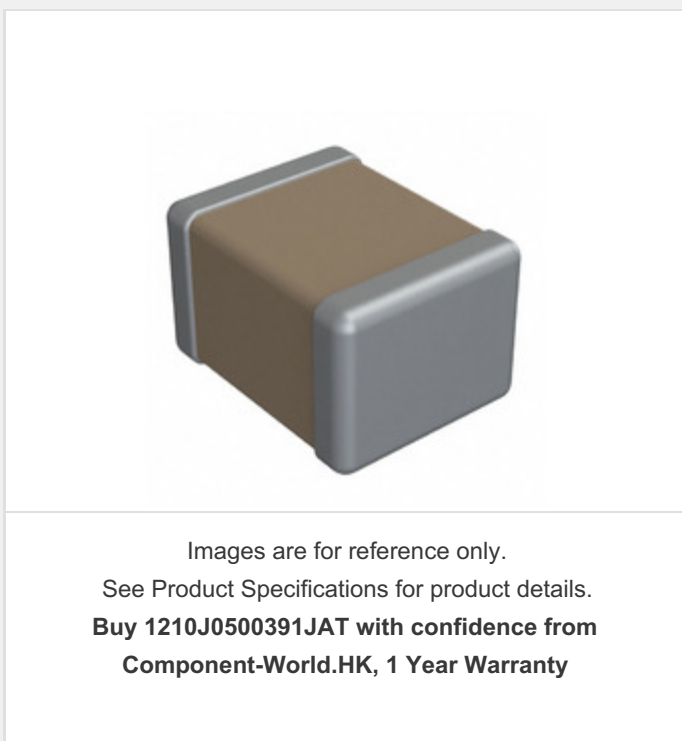 Images are for reference only.
See Product Specifications for product details.
Buy 1210J0500391JAT with confidence from
Component-World.HK, 1 Year Warranty